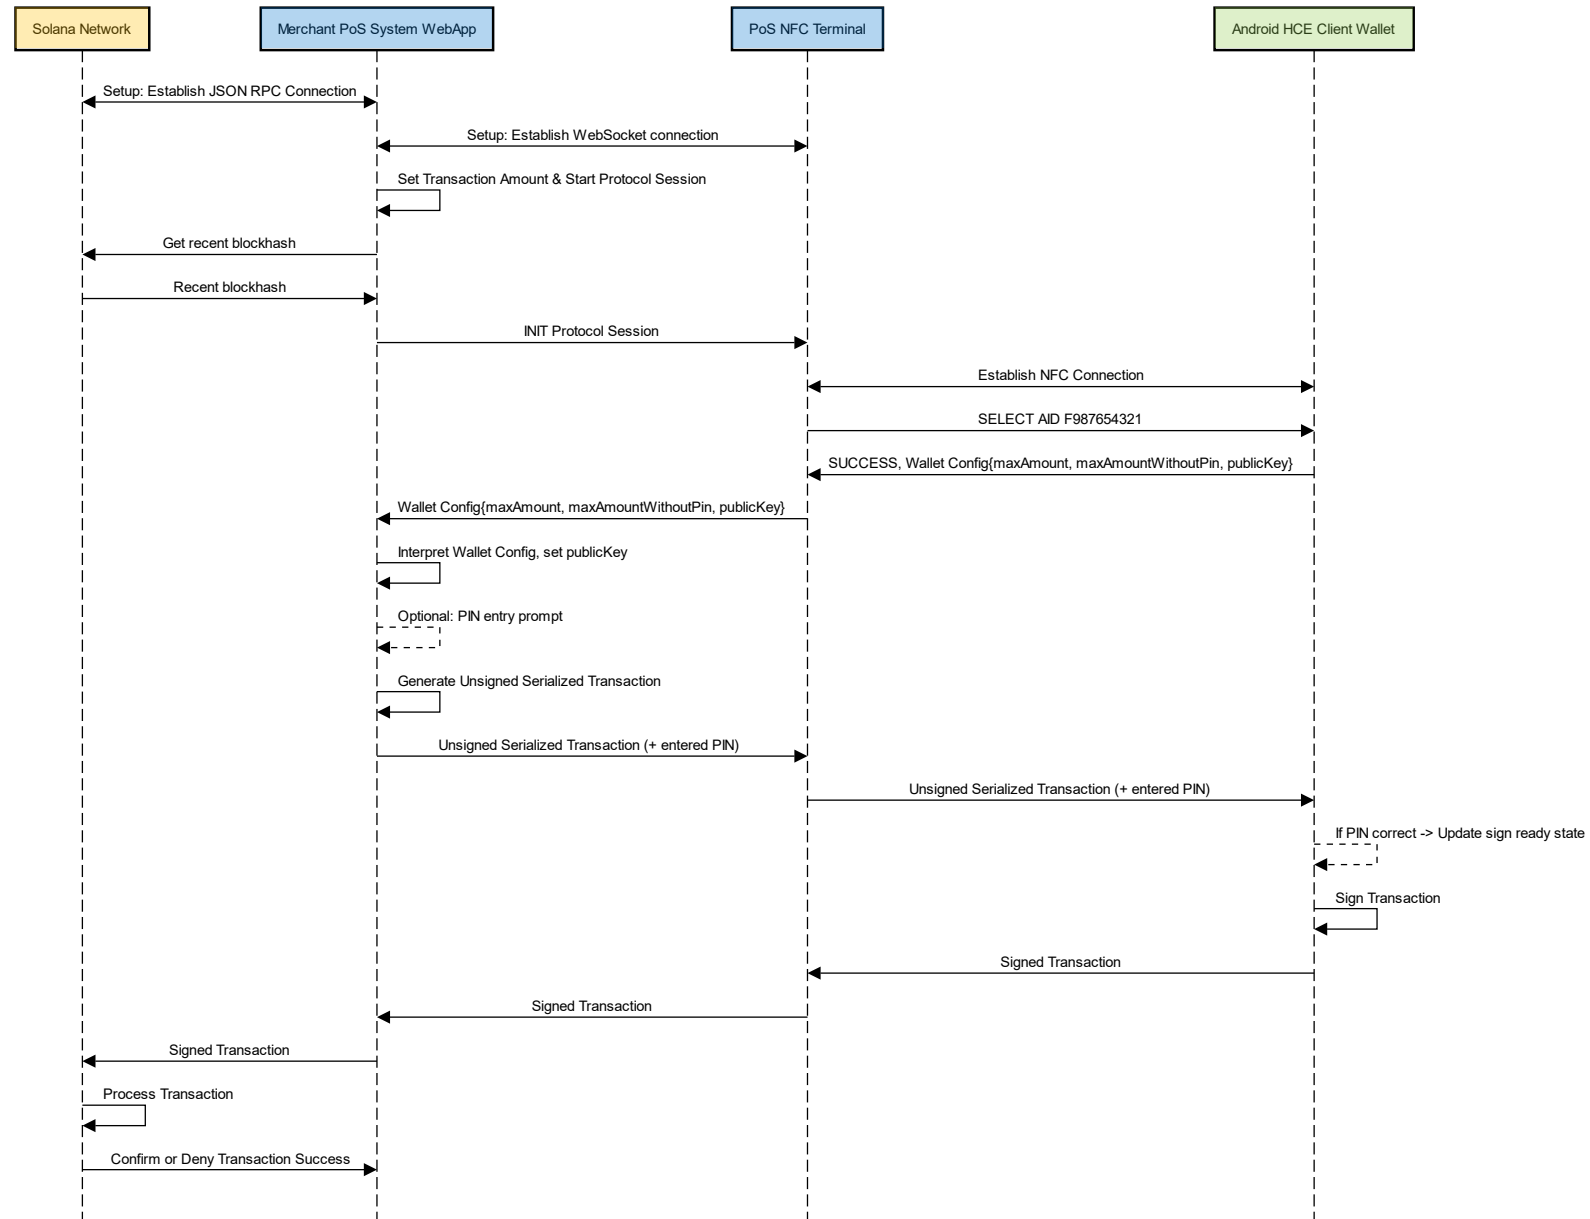 Solana Network
Merchant PoS System WebApp
PoS NFC Terminal
Android HCE Client Wallet
Setup: Establish JSON RPC Connection
Setup: Establish WebSocket connection
Set Transaction Amount & Start Protocol Session
Get recent blockhash
Recent blockhash
INIT Protocol Session
Establish NFC Connection
SELECT AID F987654321
SUCCESS, Wallet Config{maxAmount, maxAmountWithoutPin, publicKey}
Wallet Config{maxAmount, maxAmountWithoutPin, publicKey}
Interpret Wallet Config, set publicKey
Optional: PIN entry prompt
Generate Unsigned Serialized Transaction
Unsigned Serialized Transaction (+ entered PIN)
Unsigned Serialized Transaction (+ entered PIN)
If PIN correct -> Update sign ready state
Sign Transaction
Signed Transaction
Signed Transaction
Signed Transaction
Process Transaction
Confirm or Deny Transaction Success